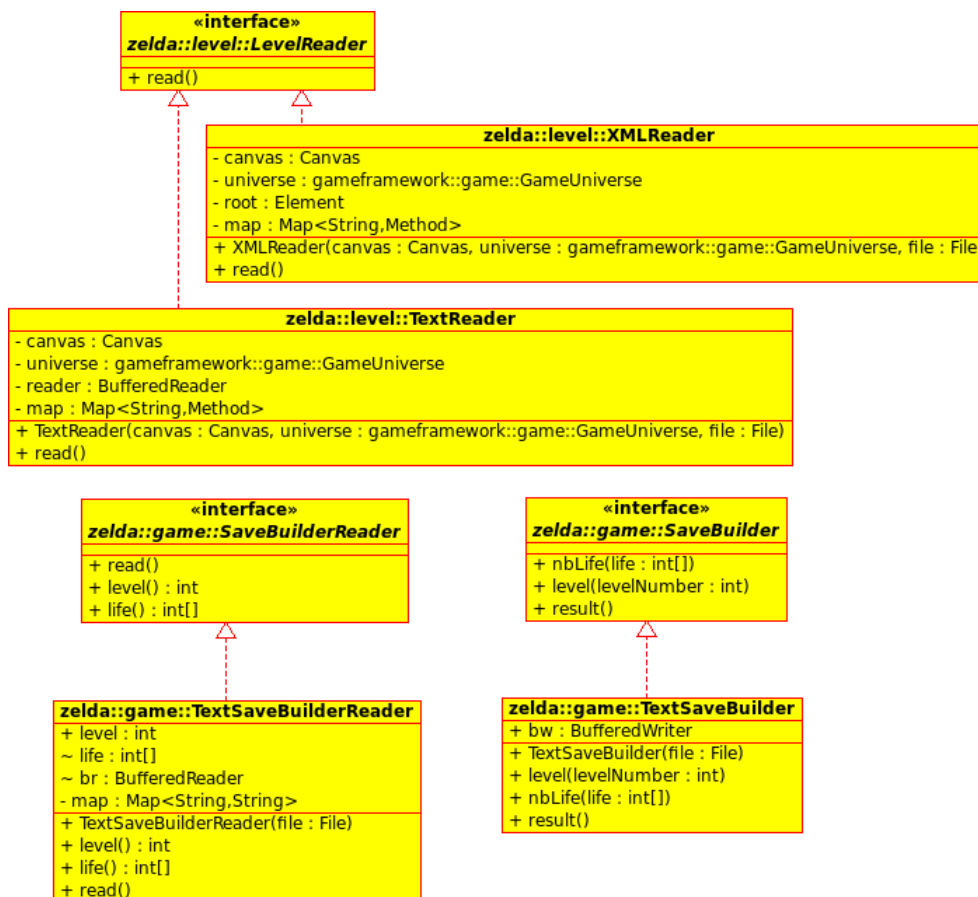 «interface»
zelda::level::LevelReader
+ read()
zelda::level::XMLReader
- canvas : Canvas
- universe : gameframework::game::GameUniverse
- root : Element
- map : Map<String,Method>
+ XMLReader(canvas : Canvas, universe : gameframework::game::GameUniverse, file : File
+ read()
zelda::level::TextReader
- canvas : Canvas
- universe : gameframework::game::GameUniverse
- reader : BufferedReader
- map : Map<String,Method>
+ TextReader(canvas : Canvas, universe : gameframework::game::GameUniverse, file : File)
+ read()
«interface»
zelda::game::SaveBuilderReader
+ read()
+ level() : int
+ life() : int[]
«interface»
zelda::game::SaveBuilder
+ nbLife(life : int[])
+ level(levelNumber : int)
+ result()
zelda::game::TextSaveBuilderReader
+ level : int
~ life : int[]
~ br : BufferedReader
- map : Map<String,String>
+ TextSaveBuilderReader(file : File)
+ level() : int
+ life() : int[]
+ read()
zelda::game::TextSaveBuilder
+ bw : BufferedWriter
+ TextSaveBuilder(file : File)
+ level(levelNumber : int)
+ nbLife(life : int[])
+ result()